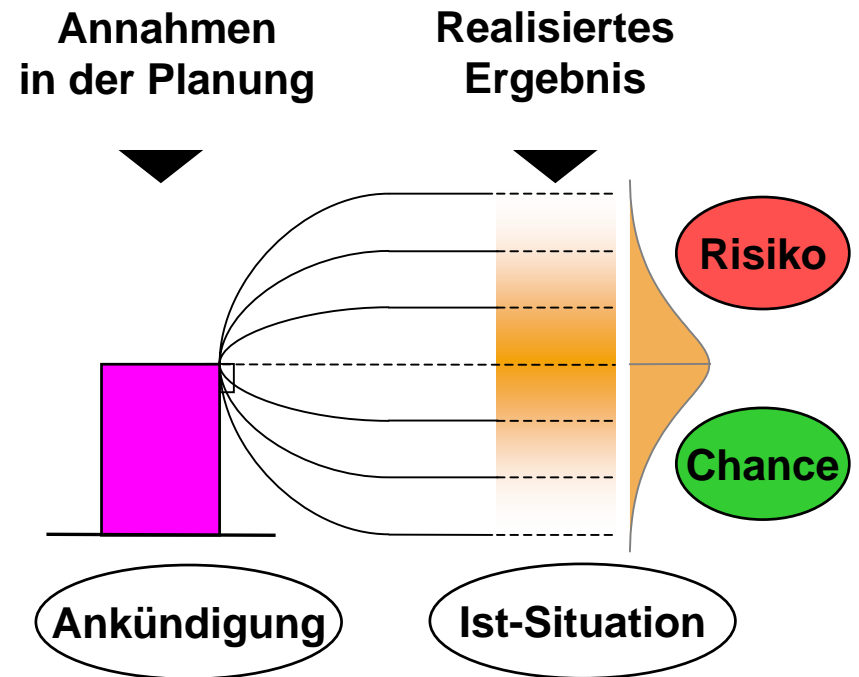 Annahmen
in der Planung
Realisiertes
Ergebnis
Risiko
Chance
Ankündigung
Ist-Situation